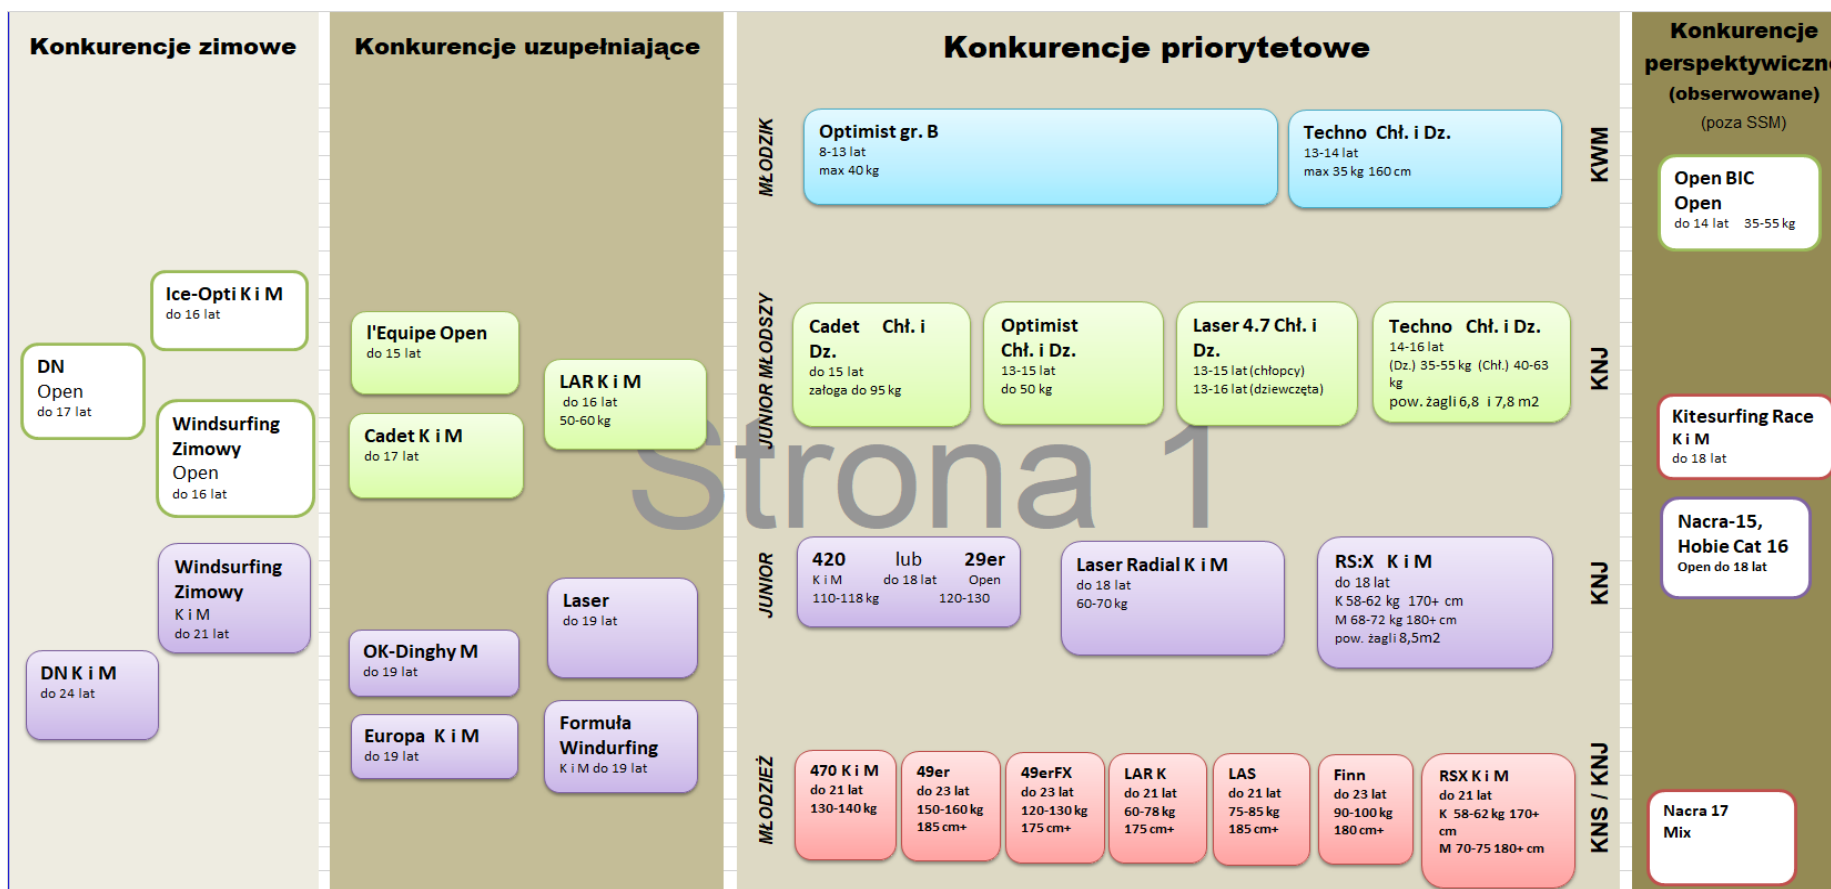 Konkurencje zimowe
Ice-Opti K i M
do 16 lat
DN
Open
do 17 lat
Windsurfing
Zimowy
Open
do 16 lat
Windsurfing
Zimowy
K i M
do 21 lat
DN K i M
do 24 lat
Konkurencje uzupełniające
l'Equipe Open
do 15 lat
LAR K i M
do 16 lat
50-60 kg
Cadet K i M
do 17 lat
Laser
do 19 lat
OK-Dinghy M
do 19 lat
Europa K i M
do 19 lat
Formuła
Windurfing
K i M do 19 lat
Konkurencje priorytetowe
MŁODZIK
Optimist gr. B
8-13 lat
max 40 kg
Techno Chł. i Dz.
13-14 lat
max 35 kg 160 cm
KWM
JUNIOR MŁODSZY
Cadet Chł. i
Dz.
do 15 lat
załoga do 95 kg
Optimist
Chł. i Dz.
13-15 lat
do 50 kg
Laser 4.7 Chł. i
Dz.
13-15 lat (chłopcy)
13-16 lat (dziewczęta)
Techno Chł. i Dz.
14-16 lat
(Dz.) 35-55 kg (Chł.) 40-63
kg
pow. żagli 6,8 i 7,8 m2
KNJ
Strona 1
JUNIOR
420 lub 29er
K i M do 18 lat Open
110-118 kg 120-130
Laser Radial K i M
do 18 lat
60-70 kg
RS:X K i M
do 18 lat
K 58-62 kg 170+ cm
M 68-72 kg 180+ cm
pow. żagli 8,5m2
KNJ
MŁODZIEŻ
470 K i M
do 21 lat
130-140 kg
49er
do 23 lat
150-160 kg
185 cm+
49erFX
do 23 lat
120-130 kg
175 cm+
LAR K
do 21 lat
60-78 kg
175 cm+
LAS
do 21 lat
75-85 kg
185 cm+
Finn
do 23 lat
90-100 kg
180 cm+
RSX K i M
do 21 lat
K 58-62 kg 170+
cm
M 70-75 180+ cm
KNS / KNJ
Konkurencje
perspektywiczn
(obserwowane)
(poza SSM)
Open BIC
Open
do 14 lat 35-55 kg
Kitesurfing Race
K i M
do 18 lat
Nacra-15,
Hobie Cat 16
Open do 18 lat
Nacra 17
Mix